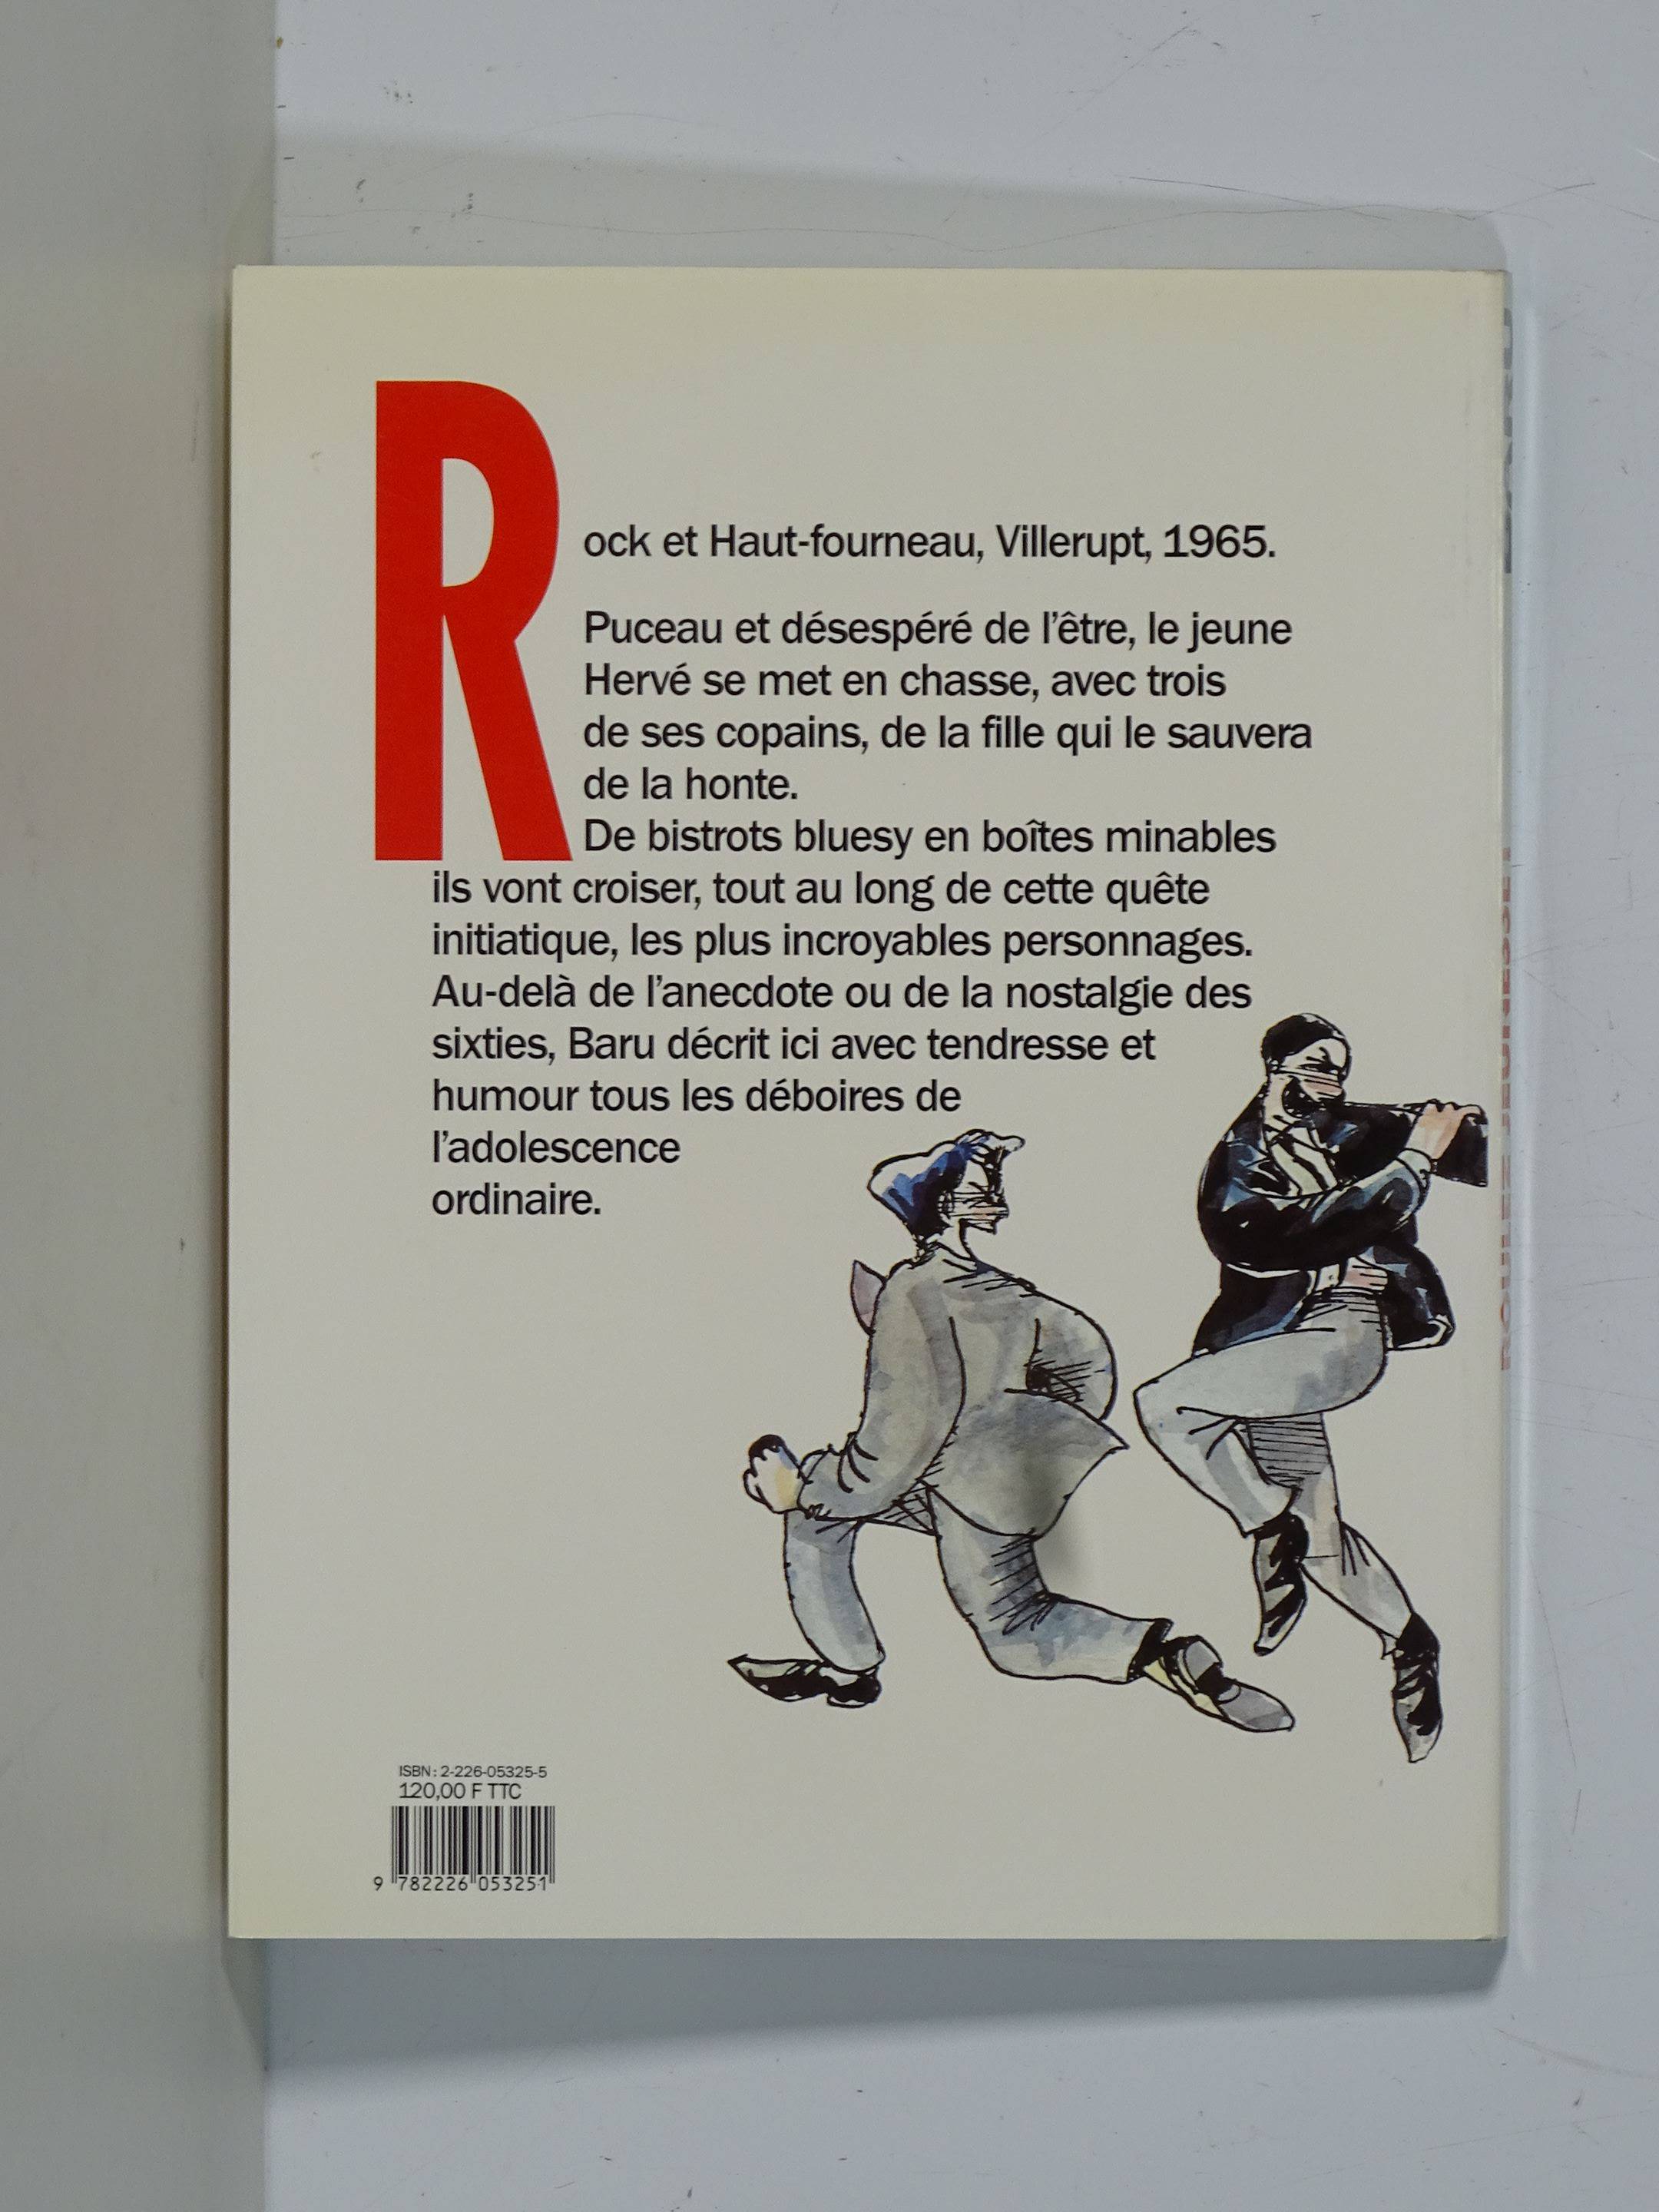 Rock et Haut-fourneau, Villerupt, 1965.
Puceau et désespéré de l'être, le jeune
Hervé se met en chasse, avec trois
de ses copains, de la fille qui le sauvera
de la honte.
De bistrots bluesy en boîtes minables
ils vont croiser, tout au long de cette quête
initiatique, les plus incroyables personnages.
Au-delà de l'anecdote ou de la nostalgie des
sixties, Baru décrit ici avec tendresse et
humour tous les déboires de
l'adolescence
ordinaire.
ISBN : 2-226-05325-5
120,00 F TTC
9 782226 053251